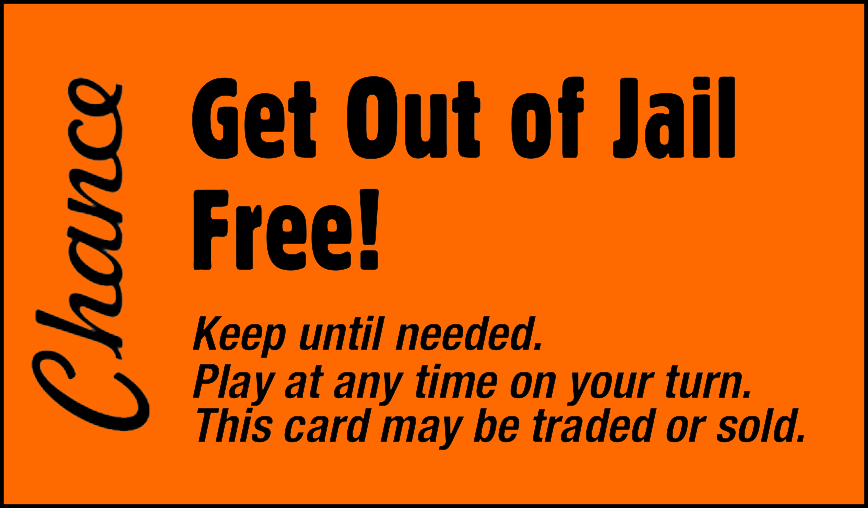 Chance
Get Out of Jail
Free!
Keep until needed.
Play at any time on your turn.
This card may be traded or sold.